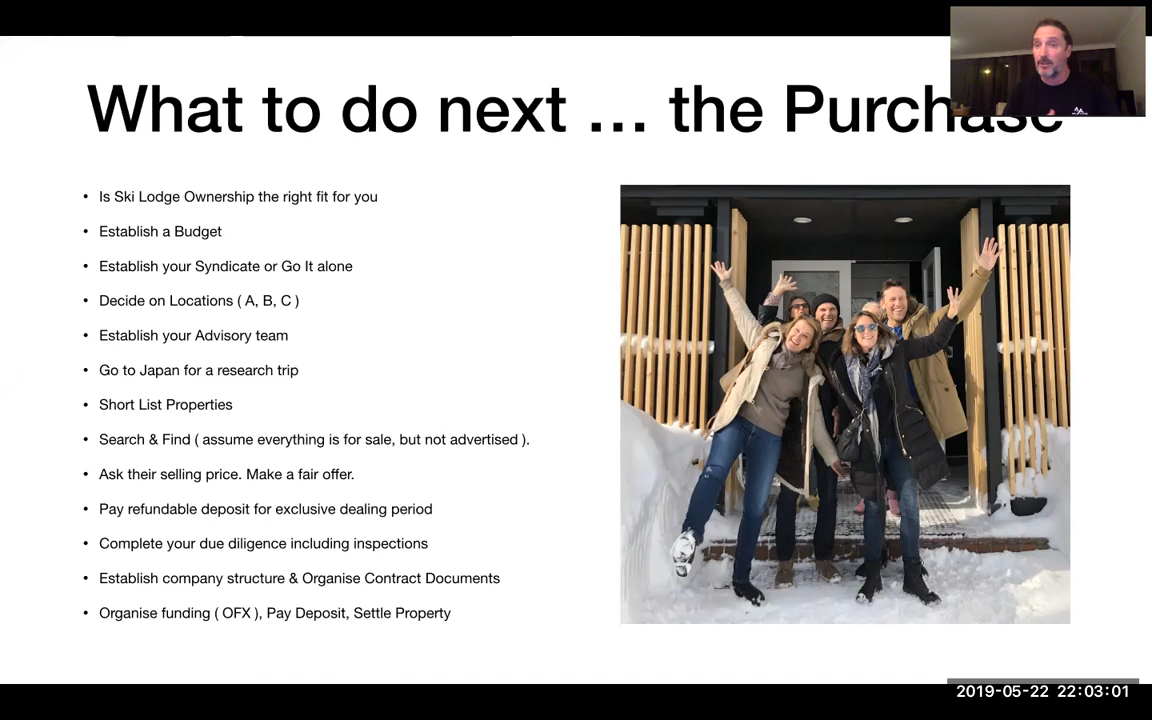 What to do next … the Purchase
• Is Ski Lodge Ownership the right fit for you
• Establish a Budget
• Establish your Syndicate or Go It alone
• Decide on Locations ( A, B, C )
• Establish your Advisory team
• Go to Japan for a research trip
• Short List Properties
• Search & Find ( assume everything is for sale, but not advertised ).
• Ask their selling price. Make a fair offer.
• Pay refundable deposit for exclusive dealing period
• Complete your due diligence including inspections
• Establish company structure & Organise Contract Documents
• Organise funding ( OFX ), Pay Deposit, Settle Property
2019-05-22 22:03:01